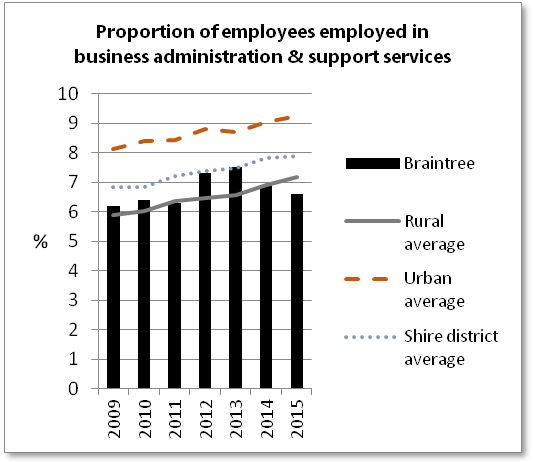 Proportion of employees employed in
business administration & support services
10
9
8
7
6
5
4
3
2
1
0
%
2009
2010
2011
2012
2013
2014
2015
Braintree
Rural
average
Urban
average
Shire district
average